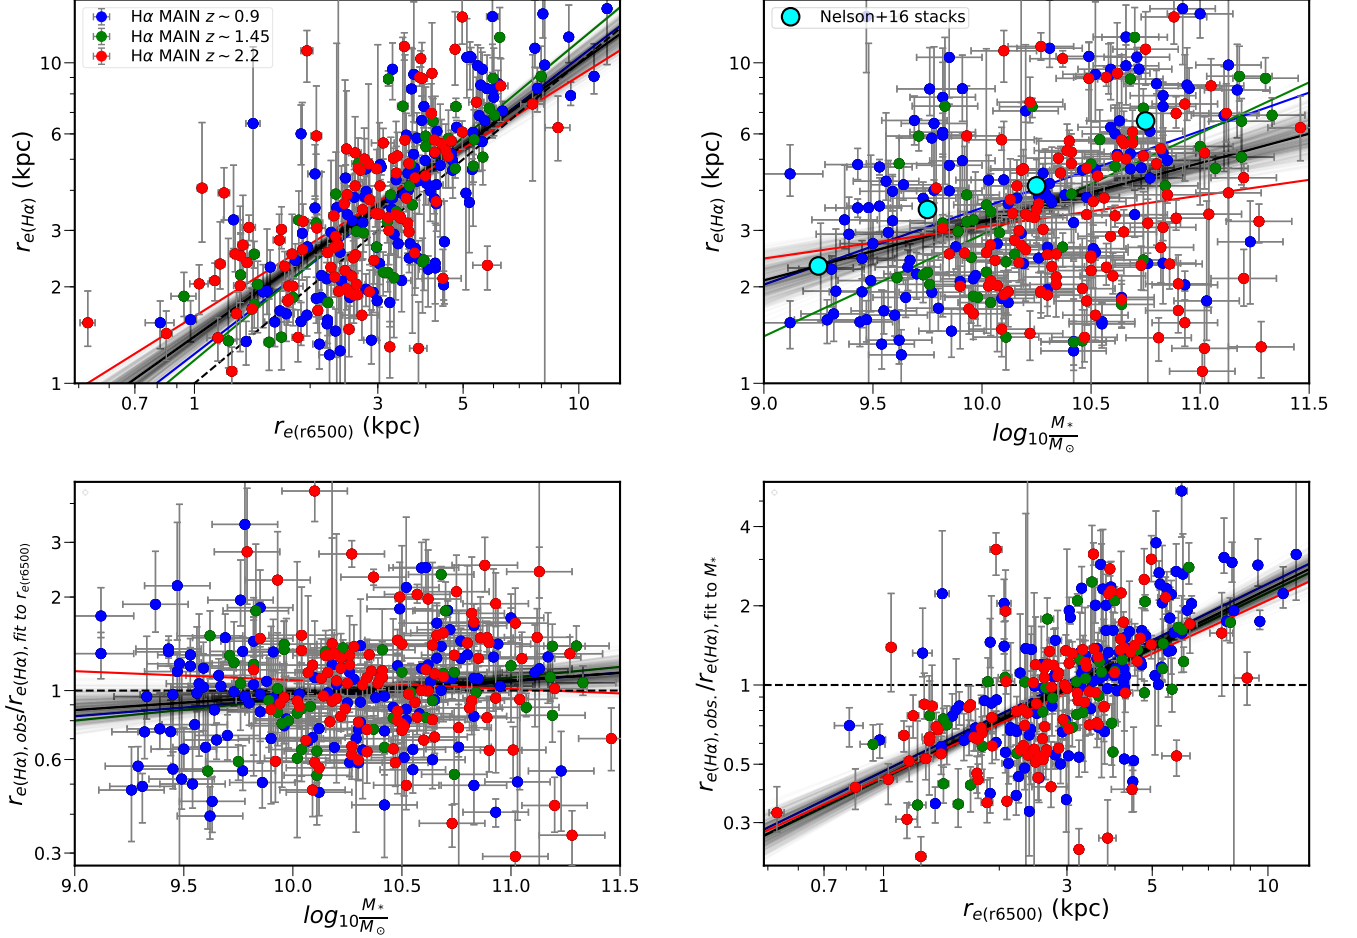 Hα MAIN z ∼ 0.9
Hα MAIN z ∼ 1.45
Hα MAIN z ∼ 2.2
10
6
3
2
1
r_e(Hα) (kpc)
0.7 1 3 5 10
r_e(r6500) (kpc)
Nelson+16 stacks
10
6
3
2
1
r_e(Hα) (kpc)
9.0 9.5 10.0 10.5 11.0 11.5
log₁₀ M_*/M_⊙
3
2
1
0.6
0.3
r_e(Hα), obs/r_e(Hα), fit to r_e(r6500)
9.0 9.5 10.0 10.5 11.0 11.5
log₁₀ M_*/M_⊙
4
2
1
0.5
0.3
r_e(Hα), obs. /r_e(Hα), fit to M_*
0.7 1 3 5 10
r_e(r6500) (kpc)